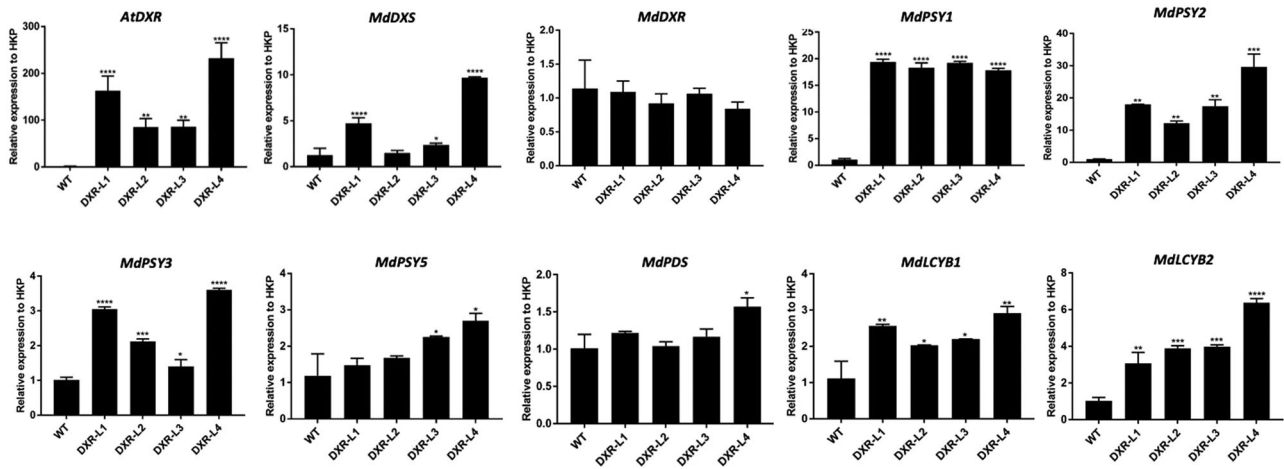 AtDXR
Relative expression to HKP
300
200
100
0
****
**
**
****
WT
DXR-L1
DXR-L2
DXR-L3
DXR-L4
MdDXS
Relative expression to HKP
15
10
5
0
****
*
****
WT
DXR-L1
DXR-L2
DXR-L3
DXR-L4
MdDXR
Relative expression to HKP
2.0
1.5
1.0
0.5
0.0
WT
DXR-L1
DXR-L2
DXR-L3
DXR-L4
MdPSY1
Relative expression to HKP
20
15
10
5
0
****
****
****
****
WT
DXR-L1
DXR-L2
DXR-L3
DXR-L4
MdPSY2
Relative expression to HKP
40
30
20
10
0
**
**
**
***
WT
DXR-L1
DXR-L2
DXR-L3
DXR-L4
MdPSY3
Relative expression to HKP
4
3
2
1
0
****
***
*
****
WT
DXR-L1
DXR-L2
DXR-L3
DXR-L4
MdPSY5
Relative expression to HKP
4
3
2
1
0
*
*
WT
DXR-L1
DXR-L2
DXR-L3
DXR-L4
MdPDS
Relative expression to HKP
2.0
1.5
1.0
0.5
0.0
*
WT
DXR-L1
DXR-L2
DXR-L3
DXR-L4
MdLCYB1
Relative expression to HKP
4
3
2
1
0
**
*
*
**
WT
DXR-L1
DXR-L2
DXR-L3
DXR-L4
MdLCYB2
Relative expression to HKP
8
6
4
2
0
**
***
***
****
WT
DXR-L1
DXR-L2
DXR-L3
DXR-L4